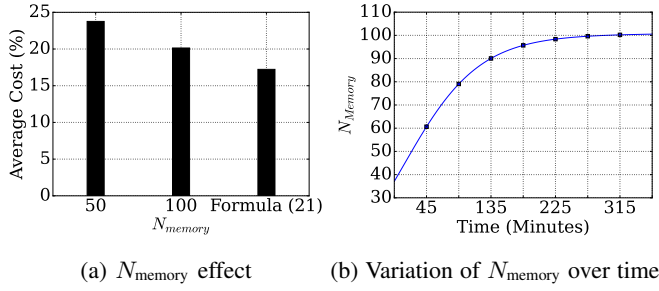 25
20
15
10
5
0
Average Cost (%)
50 100 Formula (21)
N_memory
(a) N_memory effect
110
100
90
80
70
60
50
40
30
N_Memory
45 135 225 315
Time (Minutes)
(b) Variation of N_memory over time